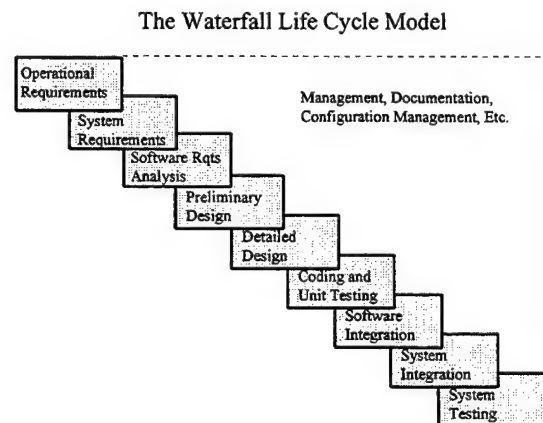 The Waterfall Life Cycle Model
Operational
Requirements
Management, Documentation,
Configuration Management, Etc.
System
Requirements
Software Rqts
Analysis
Preliminary
Design
Detailed
Design
Coding and
Unit Testing
Software
Integration
System
Integration
System
Testing